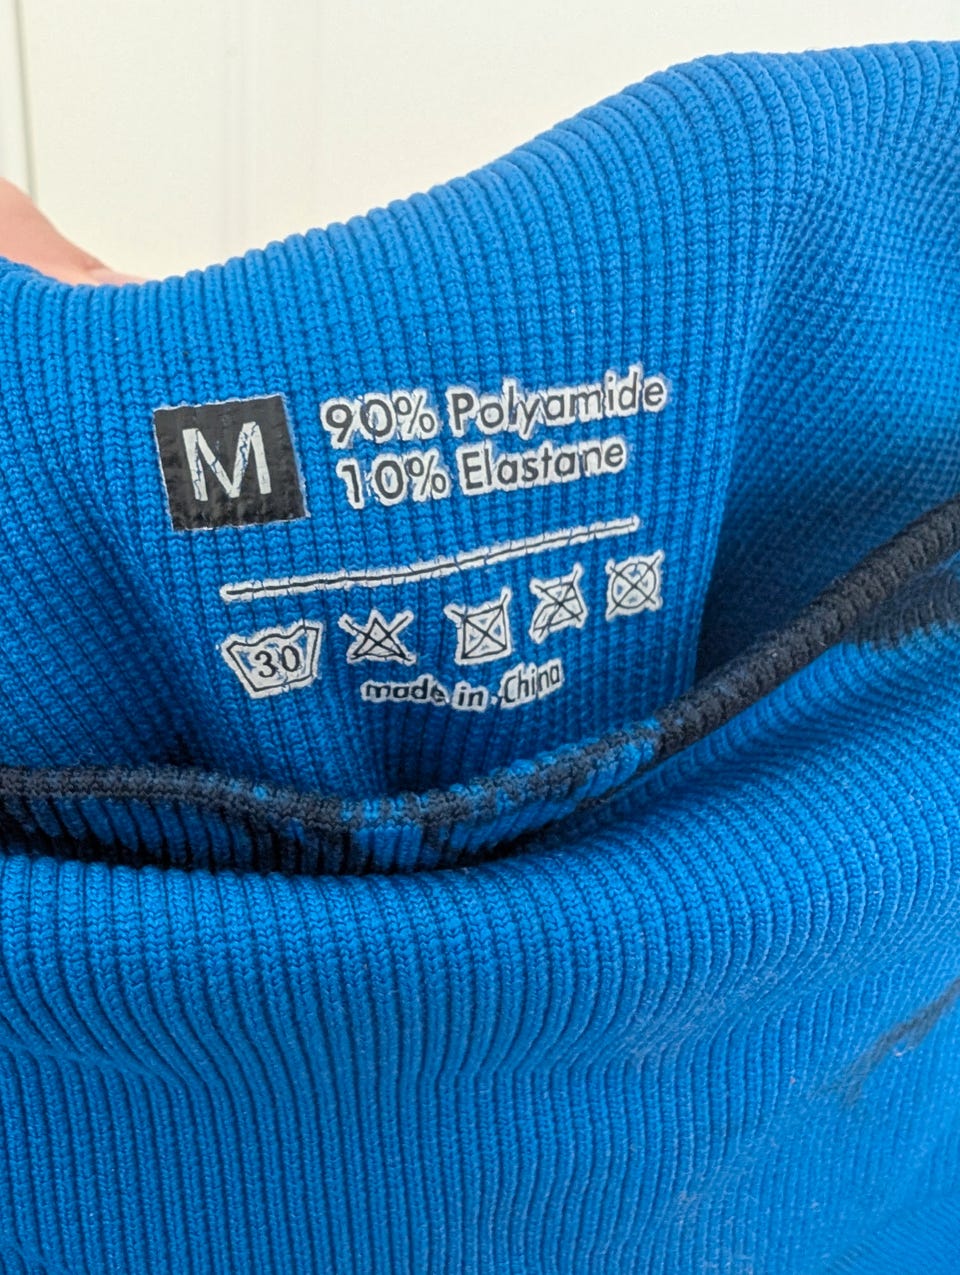 M
90% Polyamide
10% Elastane
30
made in China